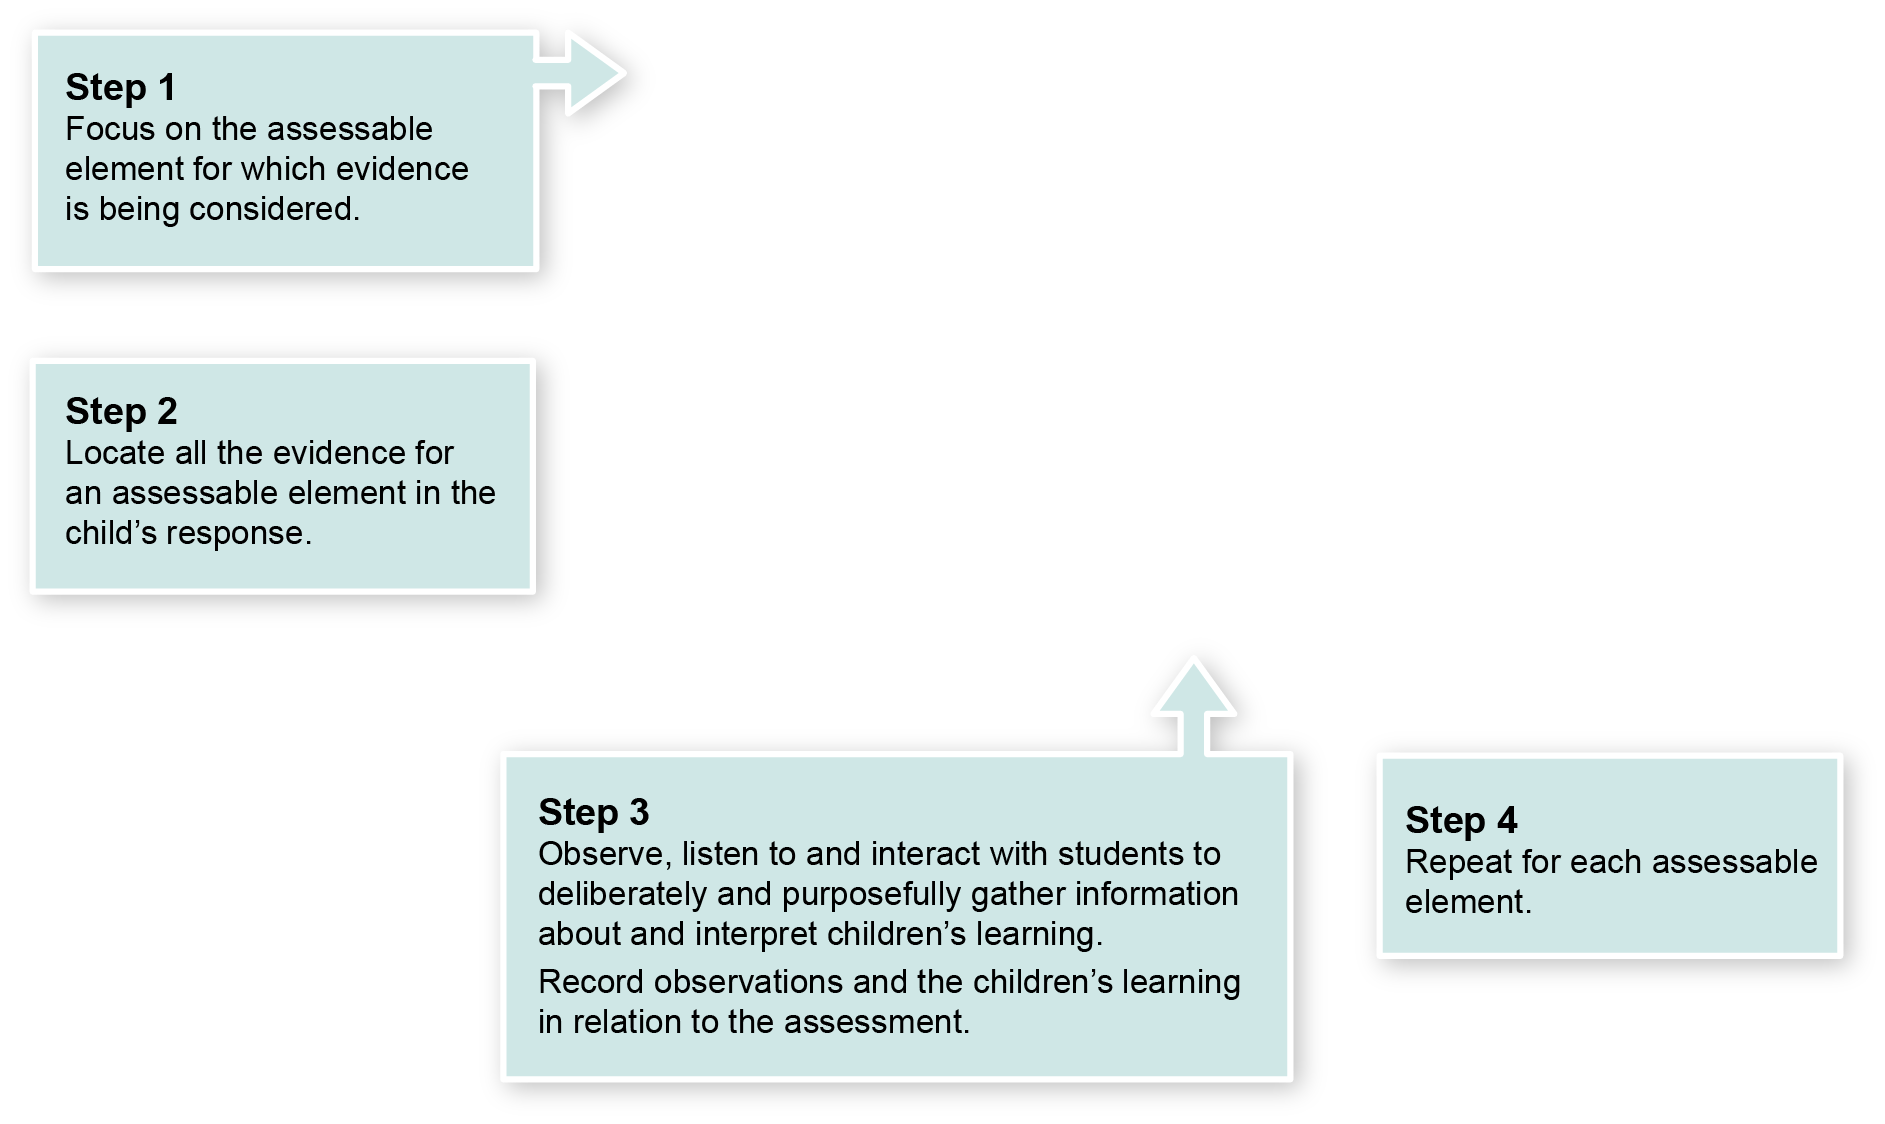 Step 1
Focus on the assessable
element for which evidence
is being considered.
Step 2
Locate all the evidence for
an assessable element in the
child’s response.
Step 3
Observe, listen to and interact with students to
deliberately and purposefully gather information
about and interpret children’s learning.
Record observations and the children’s learning
in relation to the assessment.
Step 4
Repeat for each assessable
element.